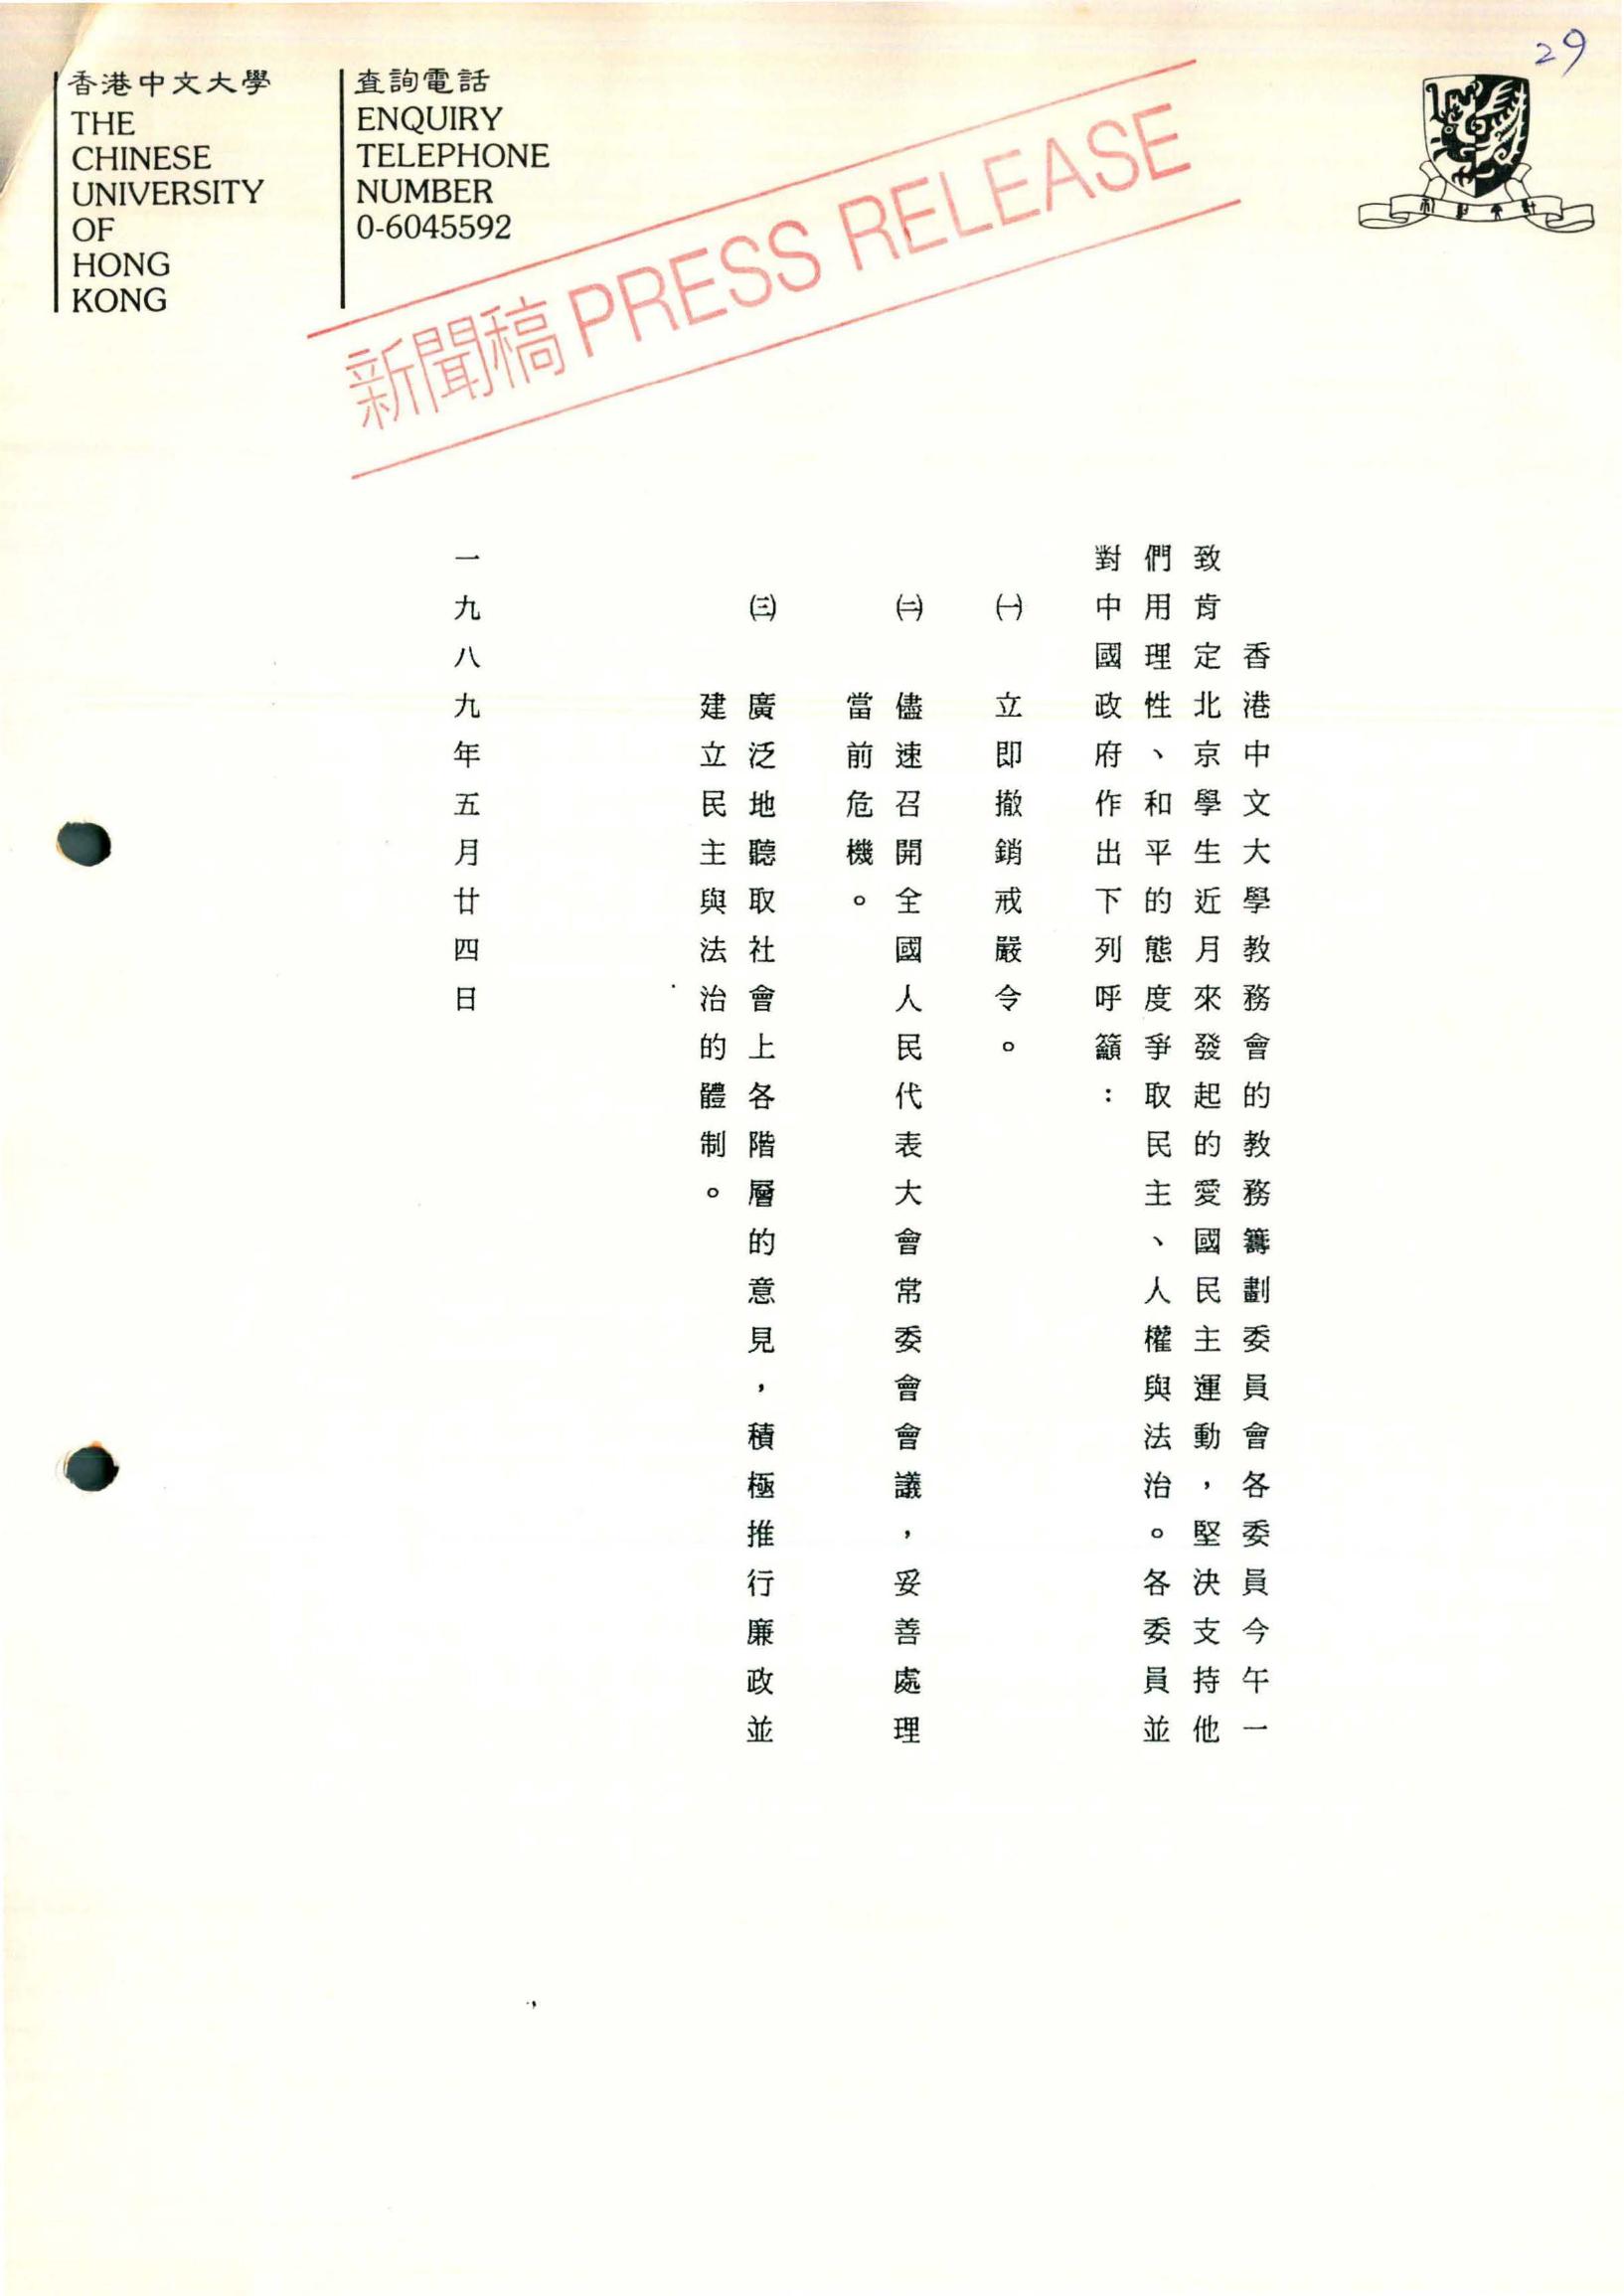 29
香港中文大學
THE
CHINESE
UNIVERSITY
OF
HONG
KONG
查詢電話
ENQUIRY
TELEPHONE
NUMBER
0-6045592
新聞稿 PRESS RELEASE
香港中文大學教務會的教務籌劃委員會各委員今午一
致肯定北京學生近月來發起的愛國民主運動，堅決支持他
們用理性、和平的態度爭取民主、人權與法治。各委員並
對中國政府作出下列呼籲：
㈠ 立即撤銷戒嚴令。
㈡ 儘速召開全國人民代表大會常委會會議，妥善處理
當前危機。
㈢ 廣泛地聽取社會上各階層的意見，積極推行廉政並
建立民主與法治的體制。
一九八九年五月廿四日